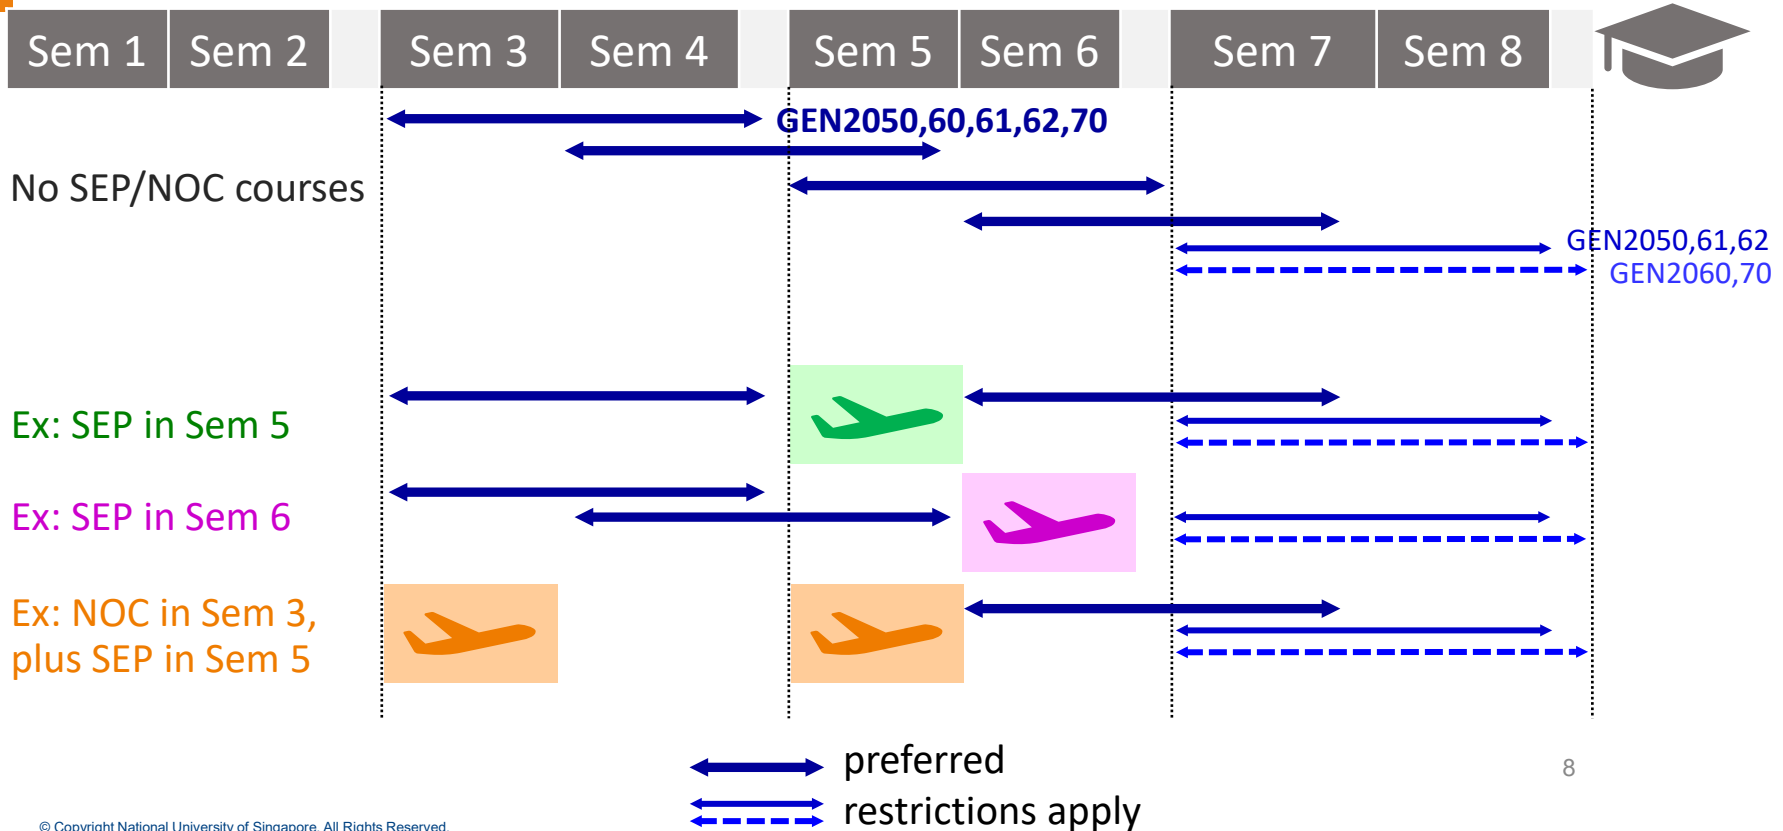 Sem 1 Sem 2 Sem 3 Sem 4 Sem 5 Sem 6 Sem 7 Sem 8
GEN2050,60,61,62,70
No SEP/NOC courses
GEN2050,61,62
GEN2060,70
Ex: SEP in Sem 5
Ex: SEP in Sem 6
Ex: NOC in Sem 3,
plus SEP in Sem 5
preferred
restrictions apply
8
© Copyright National University of Singapore. All Rights Reserved.